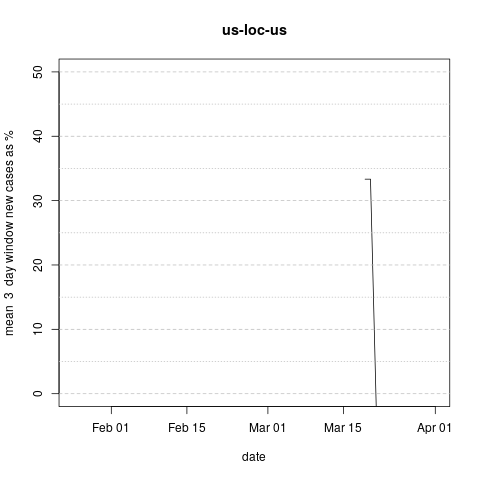 us-loc-us
50
40
30
20
10
0
mean 3 day window new cases as %
Feb 01
Feb 15
Mar 01
Mar 15
Apr 01
date